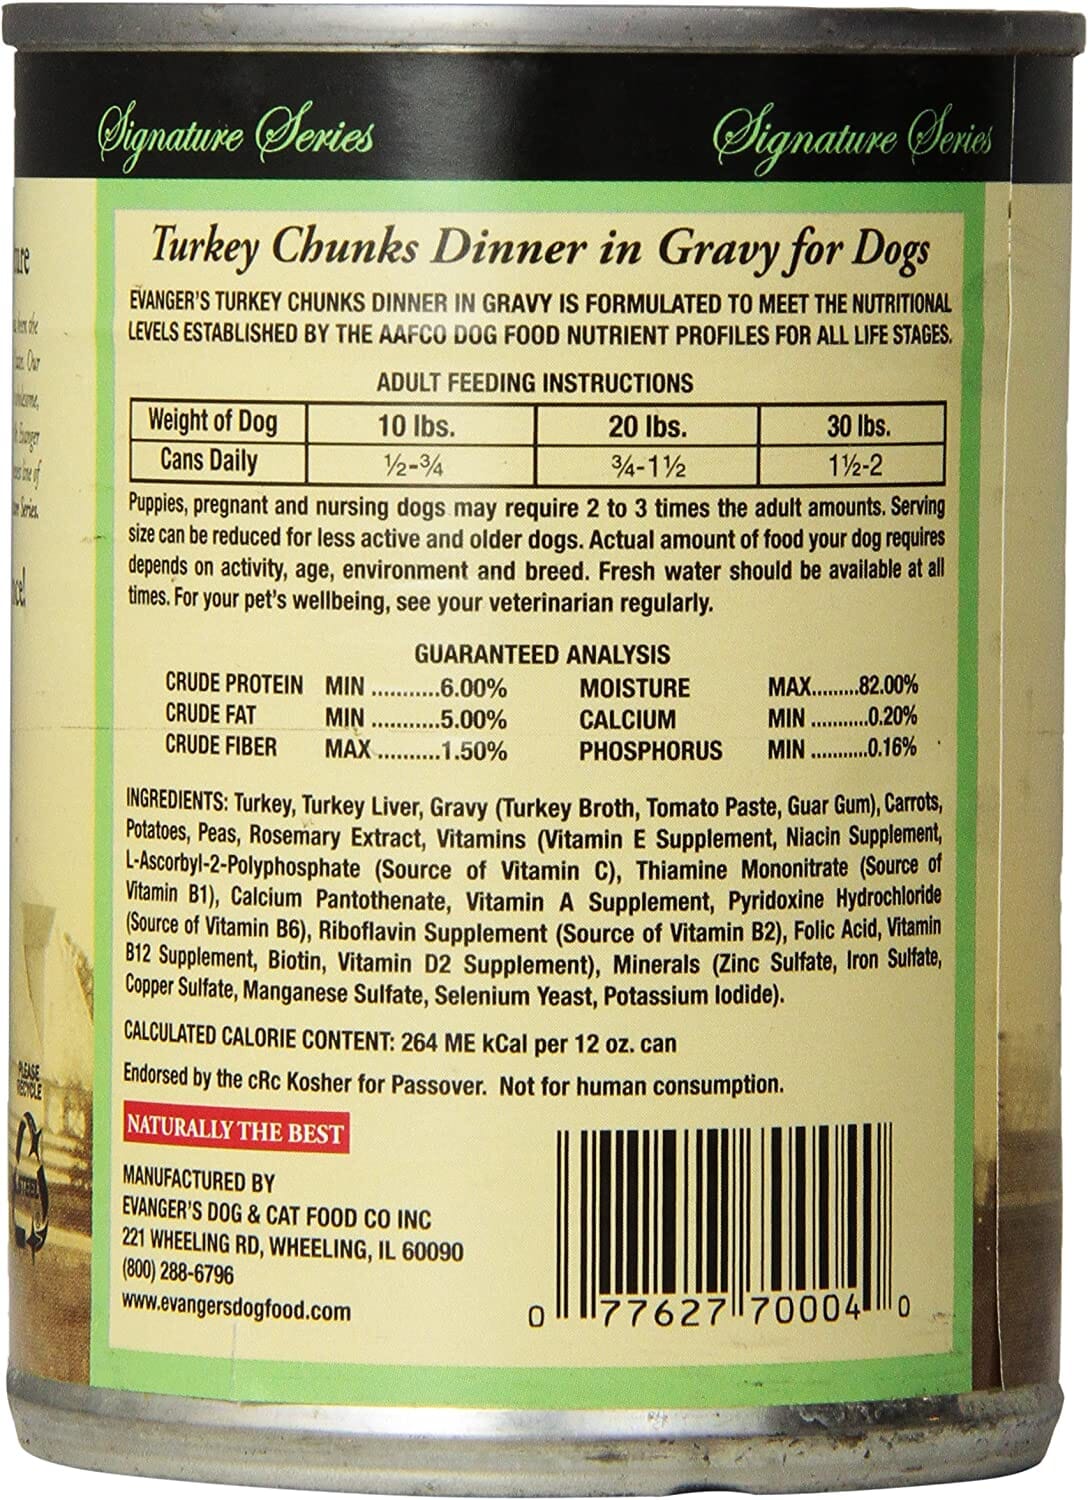 Signature Series Signature Series
Turkey Chunks Dinner in Gravy for Dogs
EVANGER'S TURKEY CHUNKS DINNER IN GRAVY IS FORMULATED TO MEET THE NUTRITIONAL
LEVELS ESTABLISHED BY THE AAFCO DOG FOOD NUTRIENT PROFILES FOR ALL LIFE STAGES.
ADULT FEEDING INSTRUCTIONS
Weight of Dog 10 lbs. 20 lbs. 30 lbs.
Cans Daily ½-¾ ¾-1½ 1½-2
Puppies, pregnant and nursing dogs may require 2 to 3 times the adult amounts. Serving
size can be reduced for less active and older dogs. Actual amount of food your dog requires
depends on activity, age, environment and breed. Fresh water should be available at all
times. For your pet's wellbeing, see your veterinarian regularly.
GUARANTEED ANALYSIS
CRUDE PROTEIN MIN ...........6.00% MOISTURE MAX.........82.00%
CRUDE FAT MIN ...........5.00% CALCIUM MIN ...........0.20%
CRUDE FIBER MAX ..........1.50% PHOSPHORUS MIN ...........0.16%
INGREDIENTS: Turkey, Turkey Liver, Gravy (Turkey Broth, Tomato Paste, Guar Gum), Carrots,
Potatoes, Peas, Rosemary Extract, Vitamins (Vitamin E Supplement, Niacin Supplement,
L-Ascorbyl-2-Polyphosphate (Source of Vitamin C), Thiamine Mononitrate (Source of
Vitamin B1), Calcium Pantothenate, Vitamin A Supplement, Pyridoxine Hydrochloride
(Source of Vitamin B6), Riboflavin Supplement (Source of Vitamin B2), Folic Acid, Vitamin
B12 Supplement, Biotin, Vitamin D2 Supplement), Minerals (Zinc Sulfate, Iron Sulfate,
Copper Sulfate, Manganese Sulfate, Selenium Yeast, Potassium Iodide).
CALCULATED CALORIE CONTENT: 264 ME kCal per 12 oz. can
Endorsed by the cRc Kosher for Passover. Not for human consumption.
NATURALLY THE BEST
MANUFACTURED BY
EVANGER'S DOG & CAT FOOD CO INC
221 WHEELING RD, WHEELING, IL 60090
(800) 288-6796
www.evangersdogfood.com
0 77627 70004 0
PLEASE
RECYCLE
STEEL